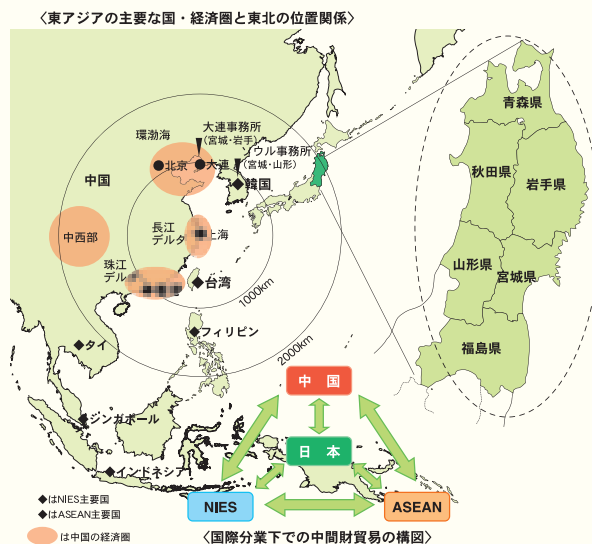 〈東アジアの主要な国・経済圏と東北の位置関係〉
青森県
秋田県
岩手県
山形県
宮城県
福島県
環渤海
大連事務所
(宮城・岩手)
ソウル事務所
(宮城・山形)
北京
大連
韓国
中国
中西部
長江
デルタ
上海
珠江
デルタ
台湾
1000km
2000km
フィリピン
タイ
シンガポール
インドネシア
中 国
日 本
NIES
ASEAN
◆はNIES主要国
◆はASEAN主要国
は中国の経済圏
〈国際分業下での中間財貿易の構図〉